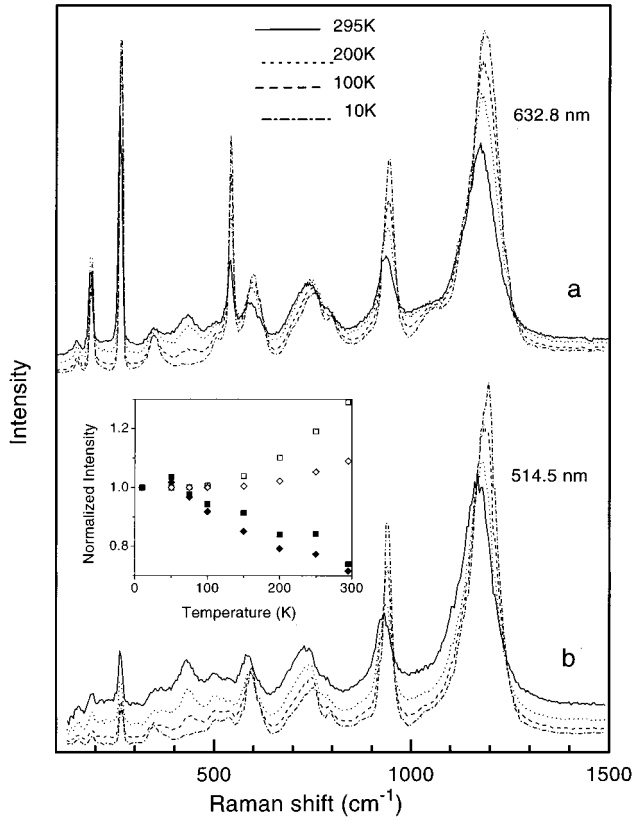 295K
200K
100K
10K
632.8 nm
a
Intensity
1.2
1.0
0.8
Normalized Intensity
0 100 200 300
Temperature (K)
514.5 nm
b
500 1000 1500
Raman shift (cm⁻¹)